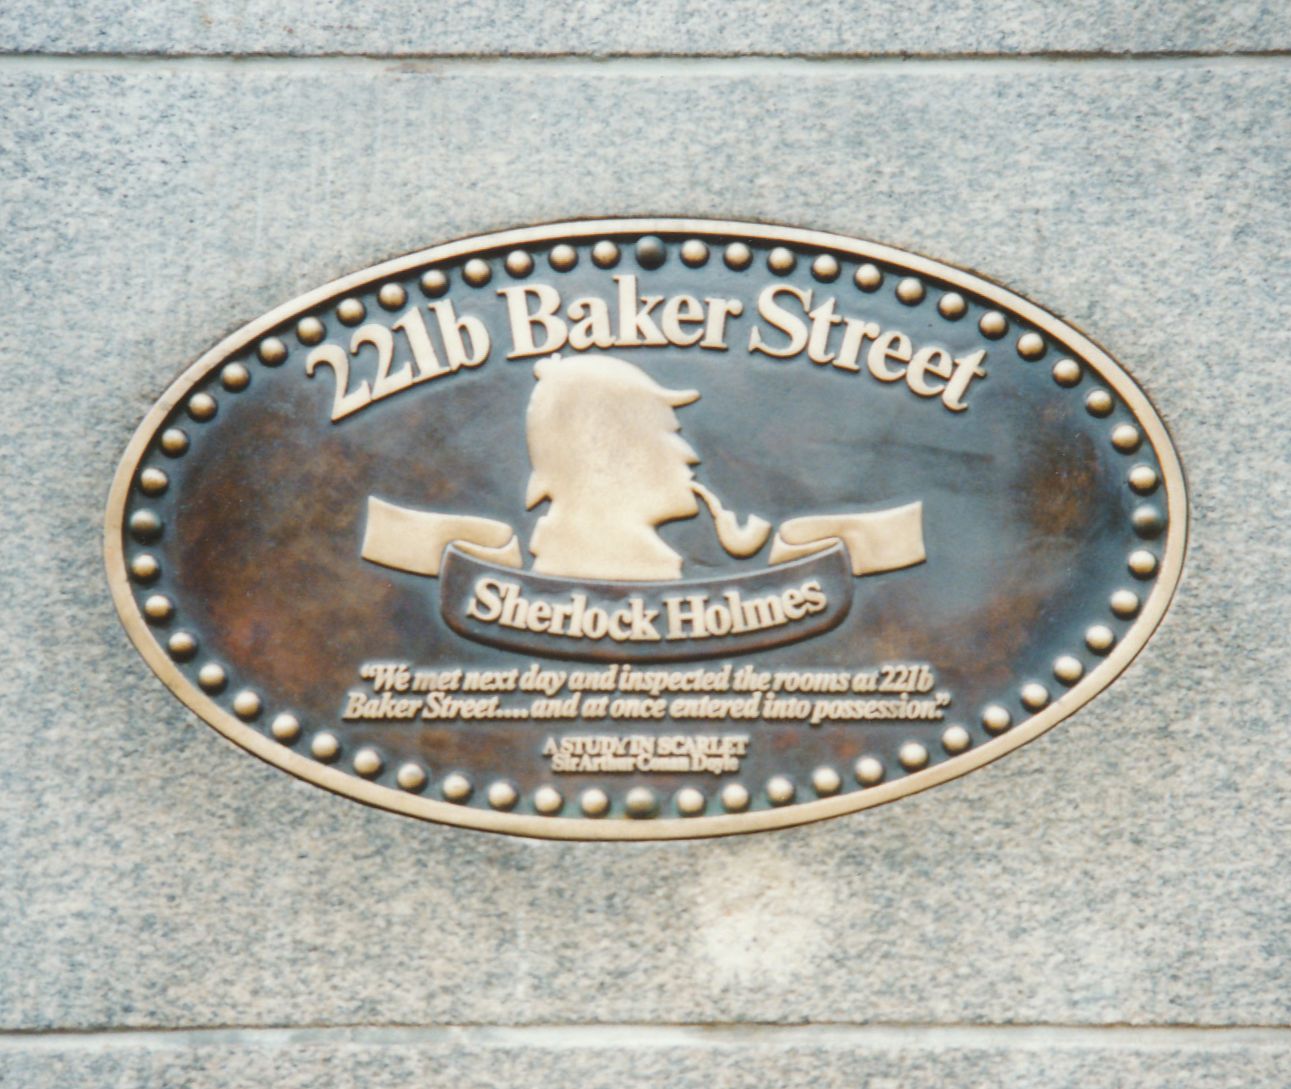 221b Baker Street
Sherlock Holmes
“We met next day and inspected the rooms at 221b
Baker Street.... and at once entered into possession.”
A STUDY IN SCARLET
Sir Arthur Conan Doyle